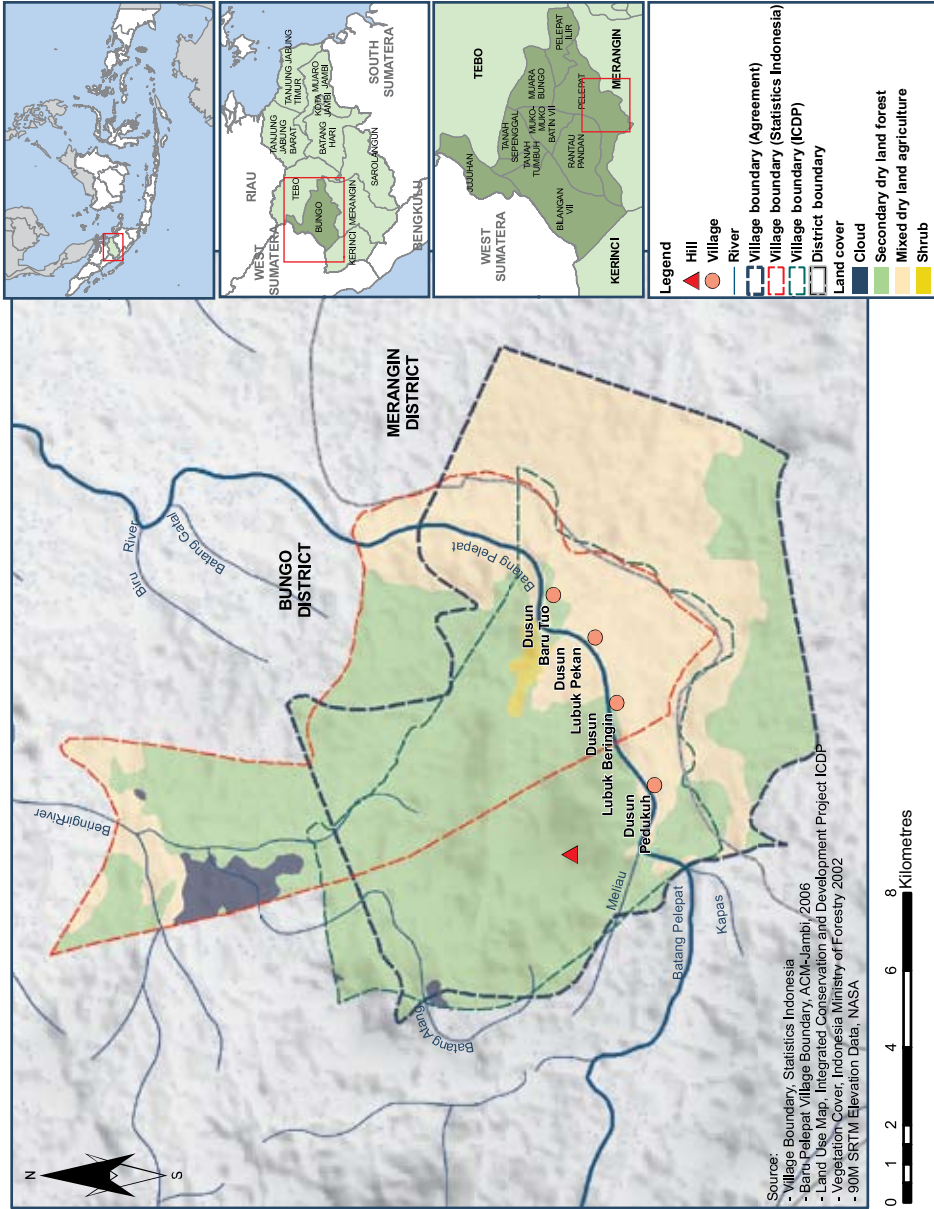 N
S
BUNGO
DISTRICT
MERANGIN
DISTRICT
Biru
River
Batang Gatal
BeringinRiver
Batang Pelepat
Dusun
Baru Tuo
Dusun
Lubuk Pekan
Dusun
Lubuk Beringin
Dusun
Pedukuh
Meliau
Batang Pelepat
Kapas
Batang Atang
Source:
- Village Boundary, Statistics Indonesia
- Baru Pelepat Village Boundary, ACM-Jambi, 2006
- Land Use Map, Integrated Conservation and Development Project ICDP
- Vegetation Cover, Indonesia Ministry of Forestry 2002
- 90M SRTM Elevation Data, NASA
0 1 2 4 6 8
Kilometres
RIAU
WEST
SUMATERA
TEBO
BUNGO
KERINCI
MERANGIN
TANJUNG
JABUNG
BARAT
TANJUNG JABUNG
TIMUR
KOTA
JAMBI
MUARO
JAMBI
BATANG
HARI
SAROLANGUN
BENGKULU
SOUTH
SUMATERA
WEST
SUMATERA
TEBO
JUJUHAN
TANAH
SEPENGGAL
TANAH
TUMBUH
MUKO-
MUKO
BATIN VII
MUARA
BUNGO
PELEPAT
ILIR
PELEPAT
RANTAU
PANDAN
BILANGAN
VII
KERINCI
MERANGIN
Legend
Hill
Village
River
Village boundary (Agreement)
Village boundary (Statistics Indonesia)
Village boundary (ICDP)
District boundary
Land cover
Cloud
Secondary dry land forest
Mixed dry land agriculture
Shrub